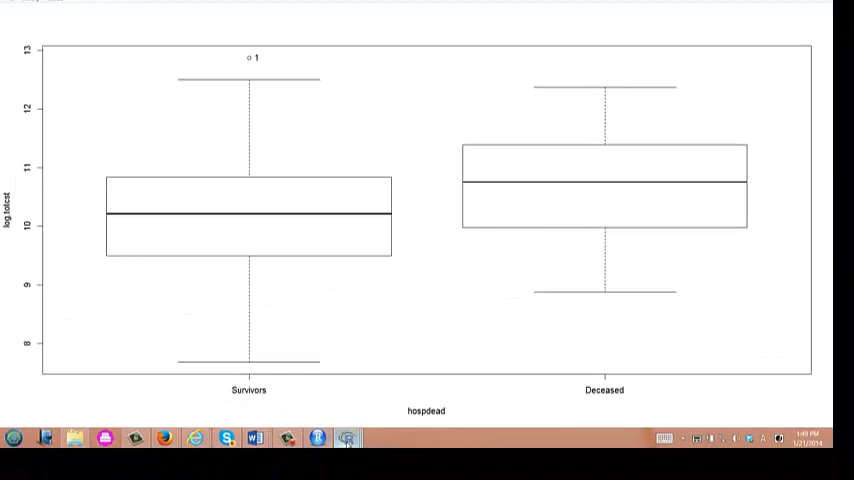 13
1
12
11
10
9
8
log.totcst
Survivors
Deceased
hospdead
1:49 PM
1/21/2014